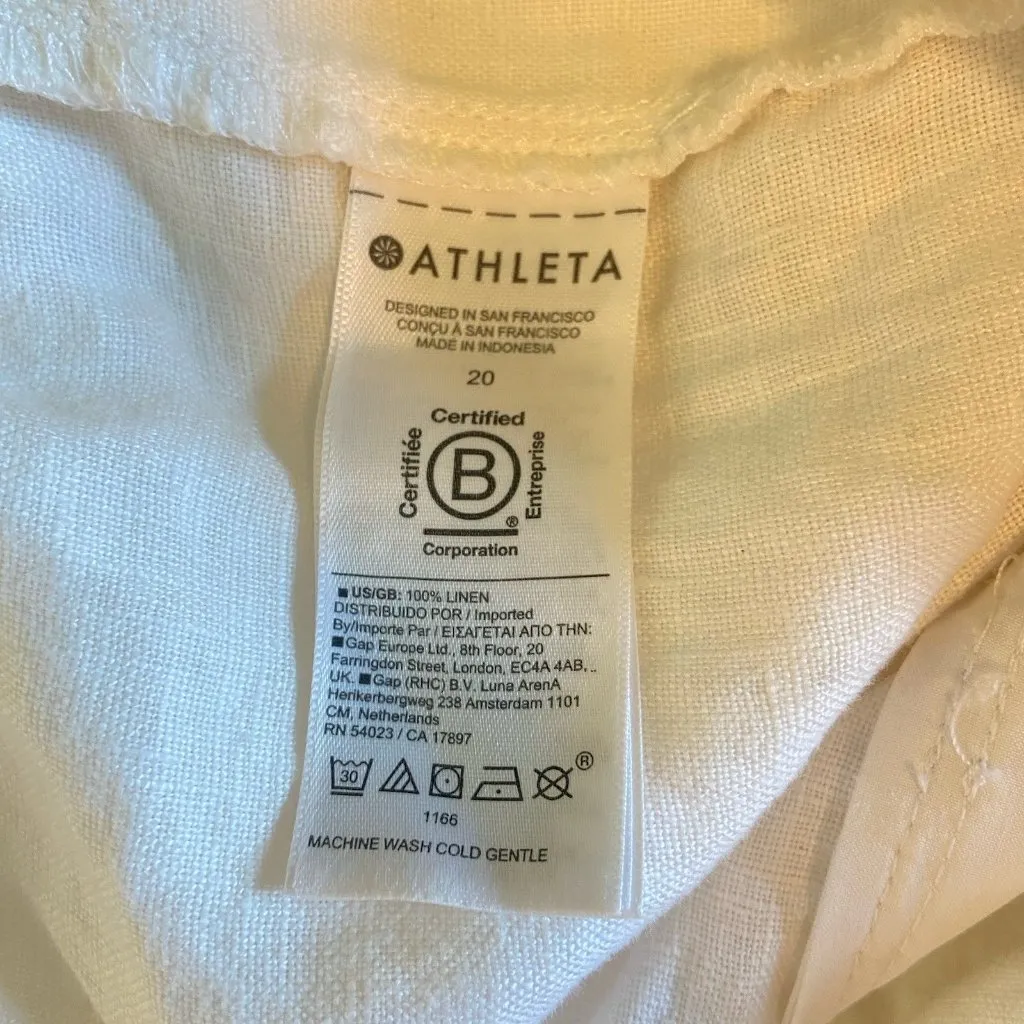 ATHLETA
DESIGNED IN SAN FRANCISCO
CONÇU À SAN FRANCISCO
MADE IN INDONESIA
20
Certified
Certifiée
B
Entreprise
®
Corporation
US/GB: 100% LINEN
DISTRIBUIDO POR / Imported
By/Importe Par / ΕΙΣΑΓΕΤΑΙ ΑΠΟ ΤΗΝ:
Gap Europe Ltd., 8th Floor, 20
Farringdon Street, London, EC4A 4AB, .
UK. Gap (RHC) B.V. Luna ArenA
Herikerbergweg 238 Amsterdam 1101
CM, Netherlands
RN 54023 / CA 17897
30
®
1166
MACHINE WASH COLD GENTLE